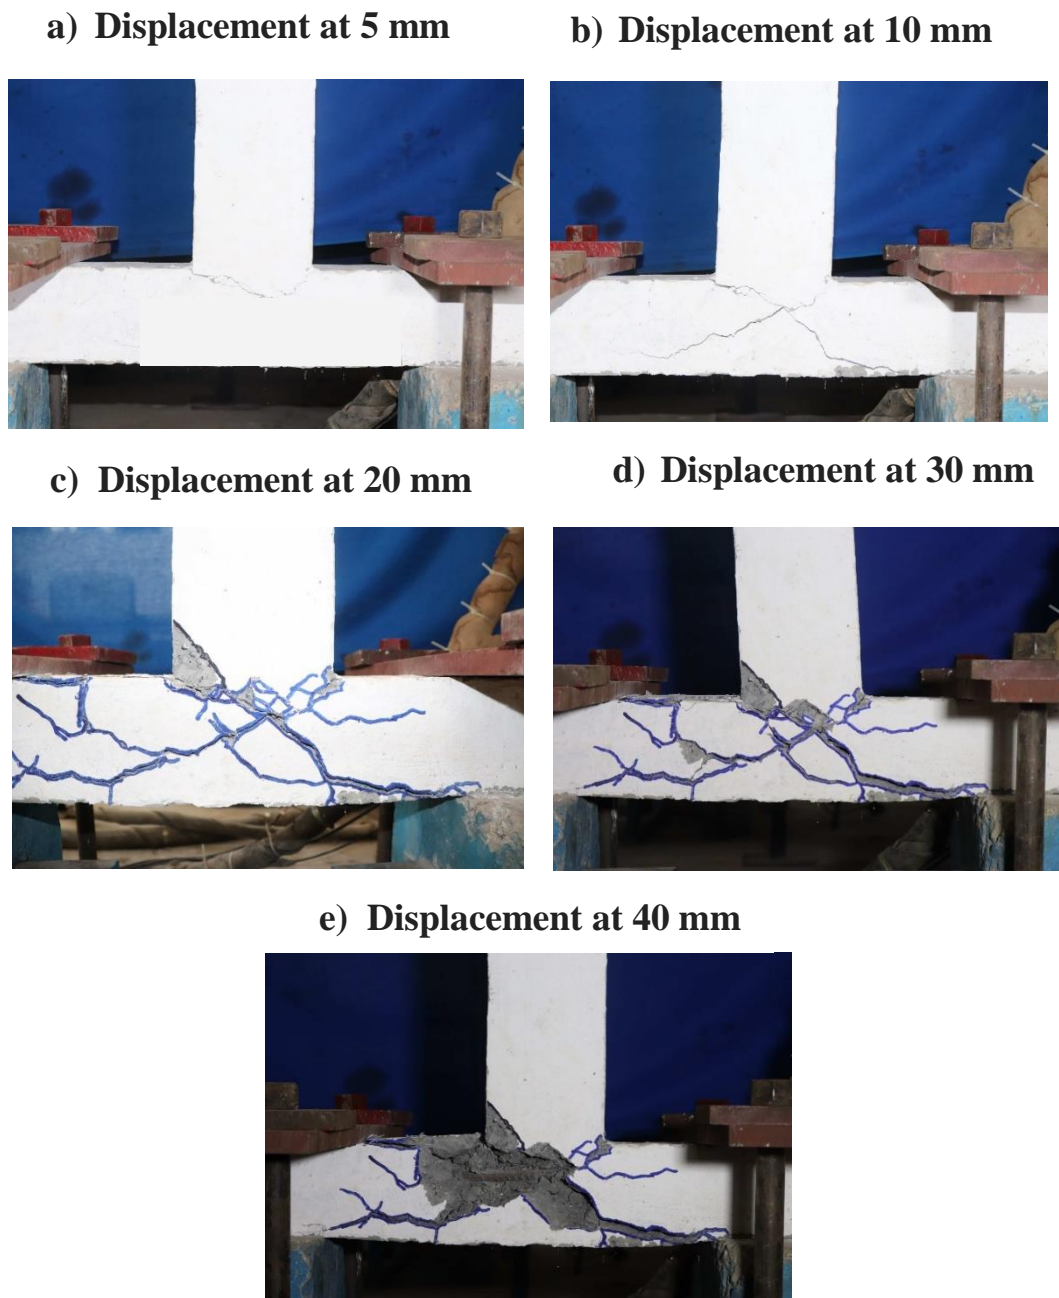 a) Displacement at 5 mm
b) Displacement at 10 mm
c) Displacement at 20 mm
d) Displacement at 30 mm
e) Displacement at 40 mm